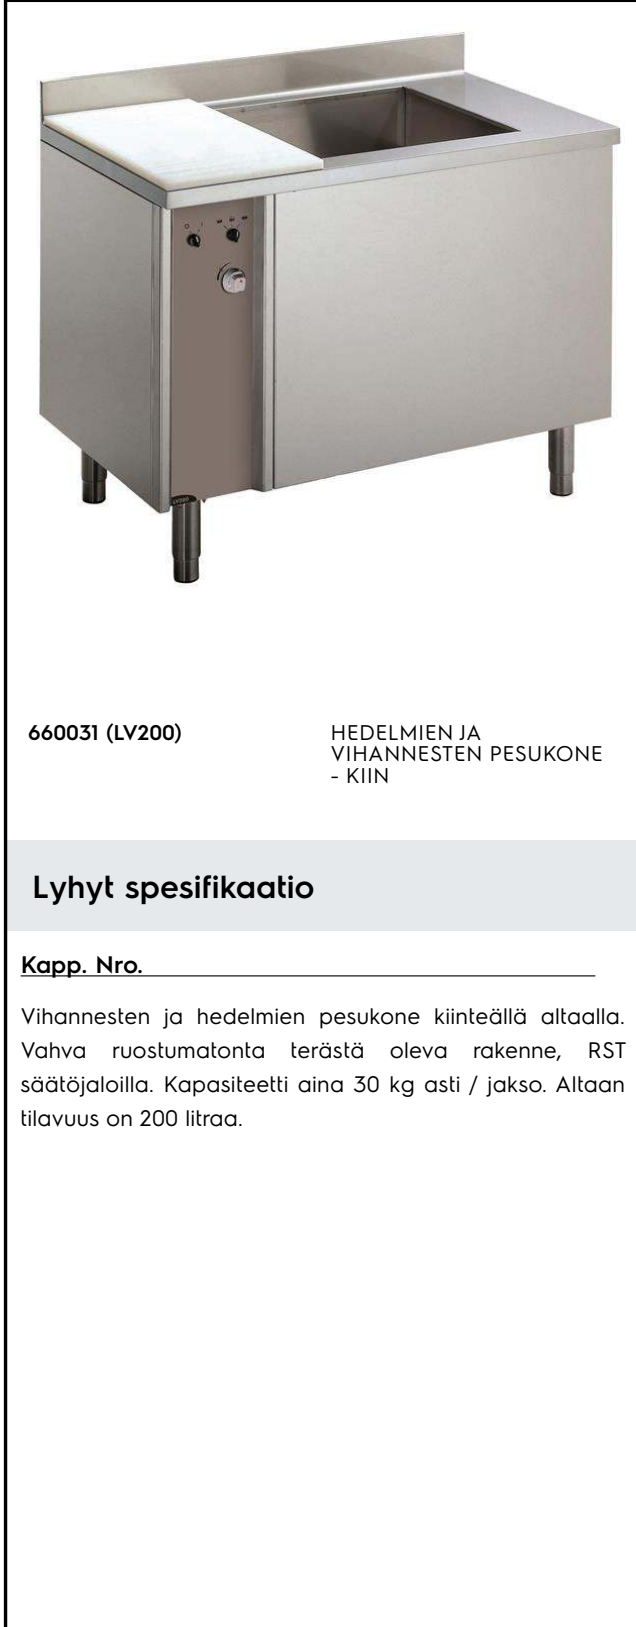 LV200
660031 (LV200)
HEDELMIEN JA
VIHANNESTEN PESUKONE
- KIIN
Lyhyt spesifikaatio
Kapp. Nro.
Vihannesten ja hedelmien pesukone kiinteällä altaalla.
Vahva ruostumatonta terästä oleva rakenne, RST
säätöjaloilla. Kapasiteetti aina 30 kg asti / jakso. Altaan
tilavuus on 200 litraa.